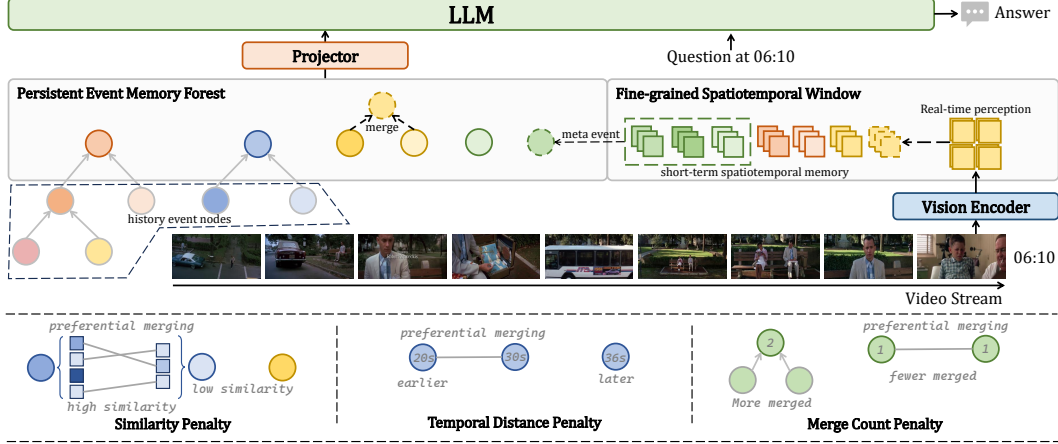 LLM
Answer
Projector
Question at 06:10
Persistent Event Memory Forest
Fine-grained Spatiotemporal Window
merge
meta event
Real-time perception
short-term spatiotemporal memory
history event nodes
Vision Encoder
06:10
Video Stream
preferential merging
low similarity
high similarity
Similarity Penalty
preferential merging
20s
30s
36s
earlier
later
Temporal Distance Penalty
preferential merging
2
1
1
More merged
fewer merged
Merge Count Penalty